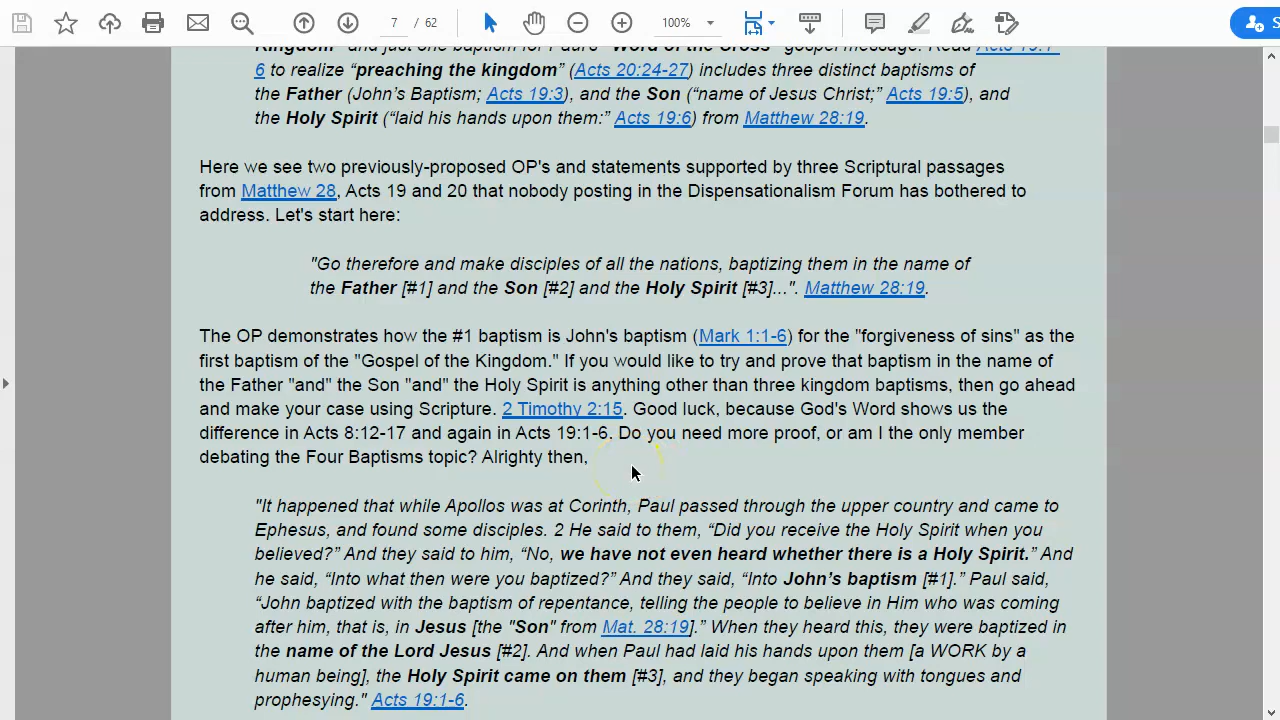 7 / 62
100%
S
Kingdom" and just one baptism for Paul's "Word of the Cross" gospel message. Read Acts 19:1-
6 to realize “preaching the kingdom” (Acts 20:24-27) includes three distinct baptisms of
the Father (John’s Baptism; Acts 19:3), and the Son (“name of Jesus Christ;” Acts 19:5), and
the Holy Spirit (“laid his hands upon them:” Acts 19:6) from Matthew 28:19.
Here we see two previously-proposed OP's and statements supported by three Scriptural passages
from Matthew 28, Acts 19 and 20 that nobody posting in the Dispensationalism Forum has bothered to
address. Let's start here:
"Go therefore and make disciples of all the nations, baptizing them in the name of
the Father [#1] and the Son [#2] and the Holy Spirit [#3]...". Matthew 28:19.
The OP demonstrates how the #1 baptism is John's baptism (Mark 1:1-6) for the "forgiveness of sins" as the
first baptism of the "Gospel of the Kingdom." If you would like to try and prove that baptism in the name of
the Father "and" the Son "and" the Holy Spirit is anything other than three kingdom baptisms, then go ahead
and make your case using Scripture. 2 Timothy 2:15. Good luck, because God's Word shows us the
difference in Acts 8:12-17 and again in Acts 19:1-6. Do you need more proof, or am I the only member
debating the Four Baptisms topic? Alrighty then,
"It happened that while Apollos was at Corinth, Paul passed through the upper country and came to
Ephesus, and found some disciples. 2 He said to them, “Did you receive the Holy Spirit when you
believed?” And they said to him, “No, we have not even heard whether there is a Holy Spirit.” And
he said, “Into what then were you baptized?” And they said, “Into John’s baptism [#1].” Paul said,
“John baptized with the baptism of repentance, telling the people to believe in Him who was coming
after him, that is, in Jesus [the "Son" from Mat. 28:19].” When they heard this, they were baptized in
the name of the Lord Jesus [#2]. And when Paul had laid his hands upon them [a WORK by a
human being], the Holy Spirit came on them [#3], and they began speaking with tongues and
prophesying." Acts 19:1-6.